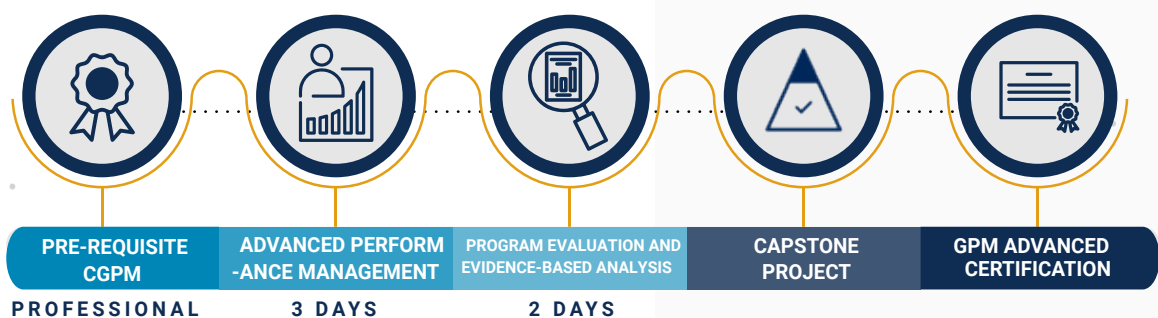 PRE-REQUISITE
CGPM
PROFESSIONAL
ADVANCED PERFORM
-ANCE MANAGEMENT
3 DAYS
PROGRAM EVALUATION AND
EVIDENCE-BASED ANALYSIS
2 DAYS
CAPSTONE
PROJECT
GPM ADVANCED
CERTIFICATION